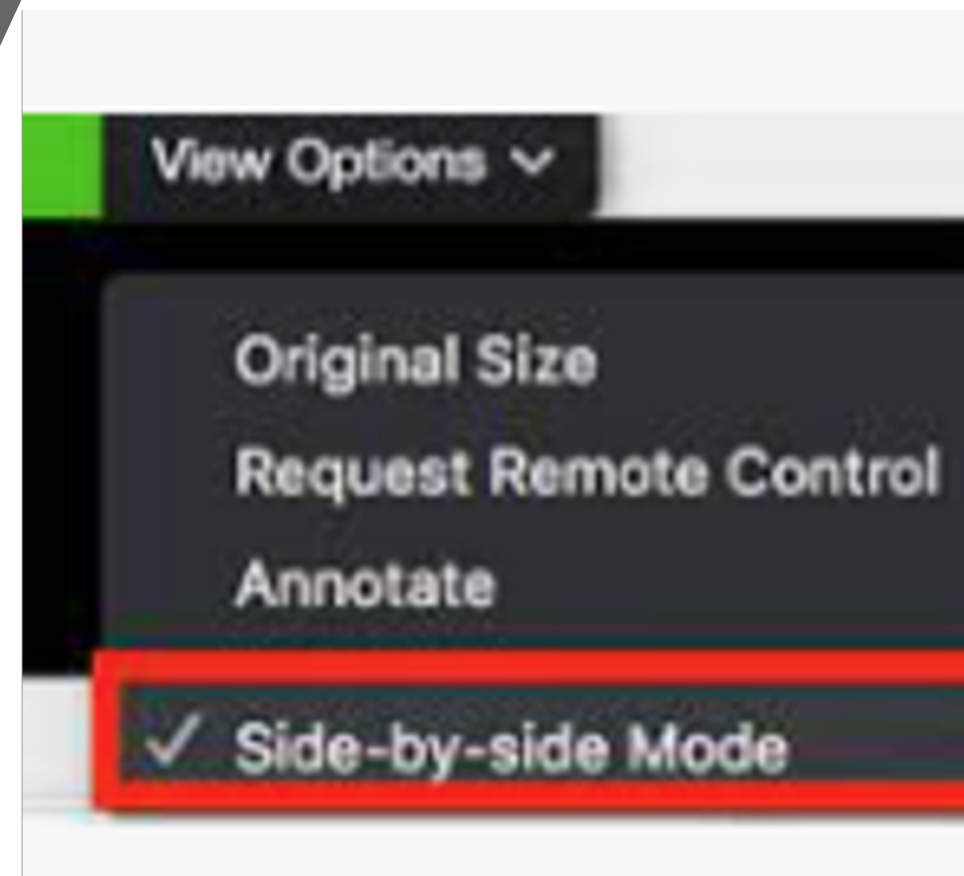 View Options
Original Size
Request Remote Control
Annotate
Side-by-side Mode